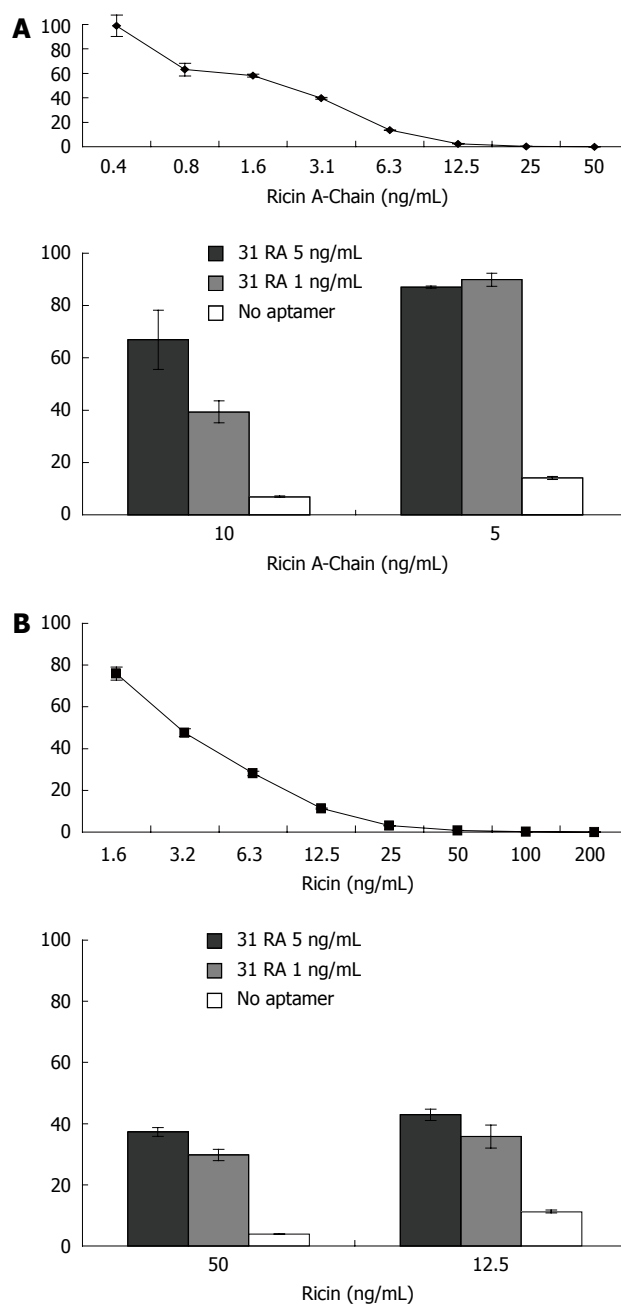 A
100
80
60
40
20
0
0.4 0.8 1.6 3.1 6.3 12.5 25 50
Ricin A-Chain (ng/mL)
100
80
60
40
20
0
31 RA 5 ng/mL
31 RA 1 ng/mL
No aptamer
10 5
Ricin A-Chain (ng/mL)
B
100
80
60
40
20
0
1.6 3.2 6.3 12.5 25 50 100 200
Ricin (ng/mL)
100
80
60
40
20
0
31 RA 5 ng/mL
31 RA 1 ng/mL
No aptamer
50 12.5
Ricin (ng/mL)